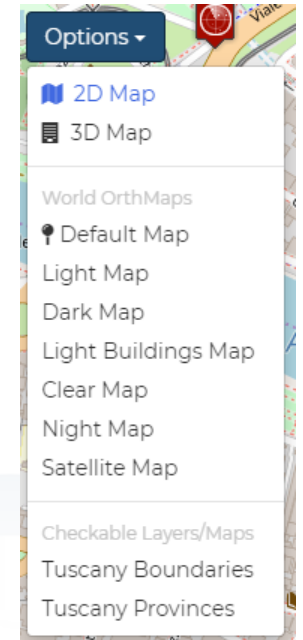 Viale
Options
2D Map
3D Map
World OrthMaps
Default Map
Light Map
Dark Map
Light Buildings Map
Clear Map
Night Map
Satellite Map
Checkable Layers/Maps
Tuscany Boundaries
Tuscany Provinces